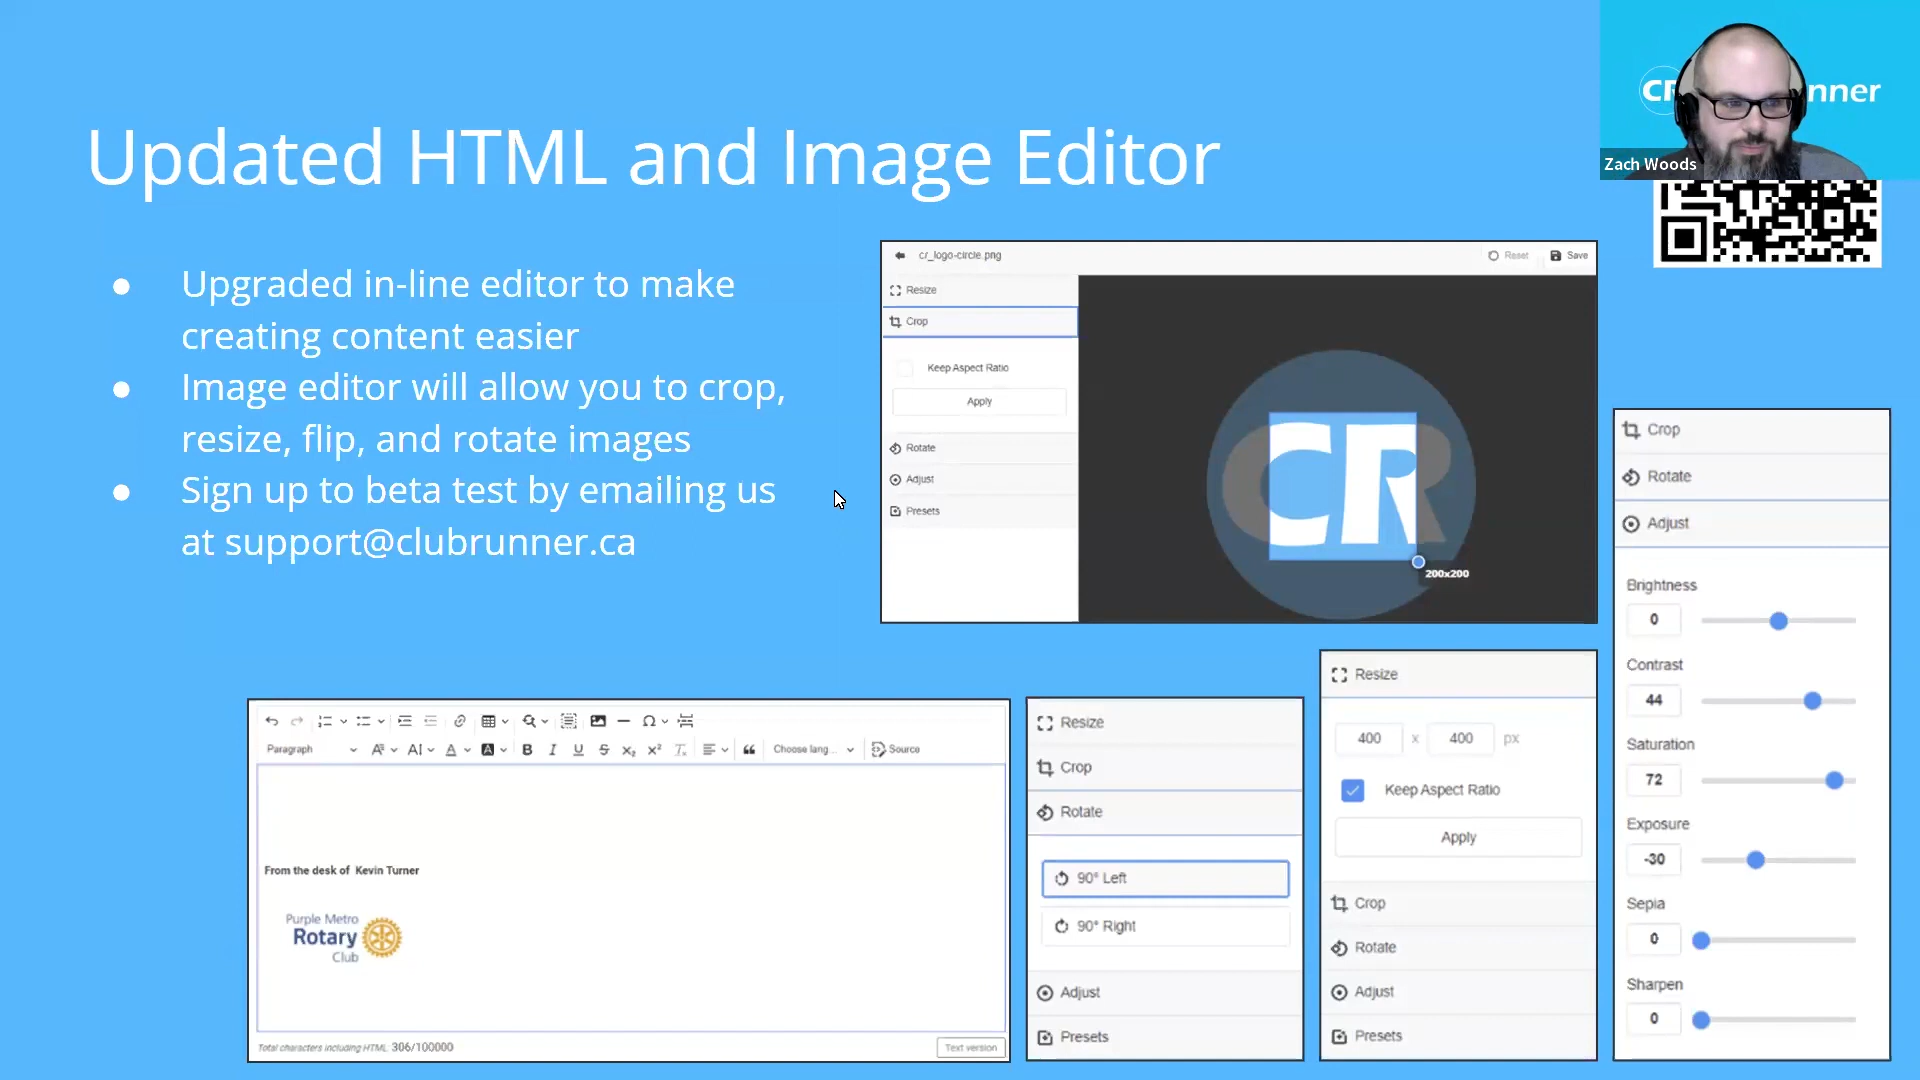 Updated HTML and Image Editor
CR
nner
Zach Woods
● Upgraded in-line editor to make
creating content easier
● Image editor will allow you to crop,
resize, flip, and rotate images
● Sign up to beta test by emailing us
at support@clubrunner.ca
cr_logo-circle.png
Reset
Save
Resize
Crop
Keep Aspect Ratio
Apply
Rotate
Adjust
Presets
CR
200x200
Paragraph
Choose lang...
Source
From the desk of Kevin Turner
Purple Metro
Rotary
Club
Total characters including HTML: 306/100000
Text version
Resize
Crop
Rotate
90° Left
90° Right
Adjust
Presets
Resize
400 x 400 px
Keep Aspect Ratio
Apply
Crop
Rotate
Adjust
Presets
Crop
Rotate
Adjust
Brightness
0
Contrast
44
Saturation
72
Exposure
-30
Sepia
0
Sharpen
0